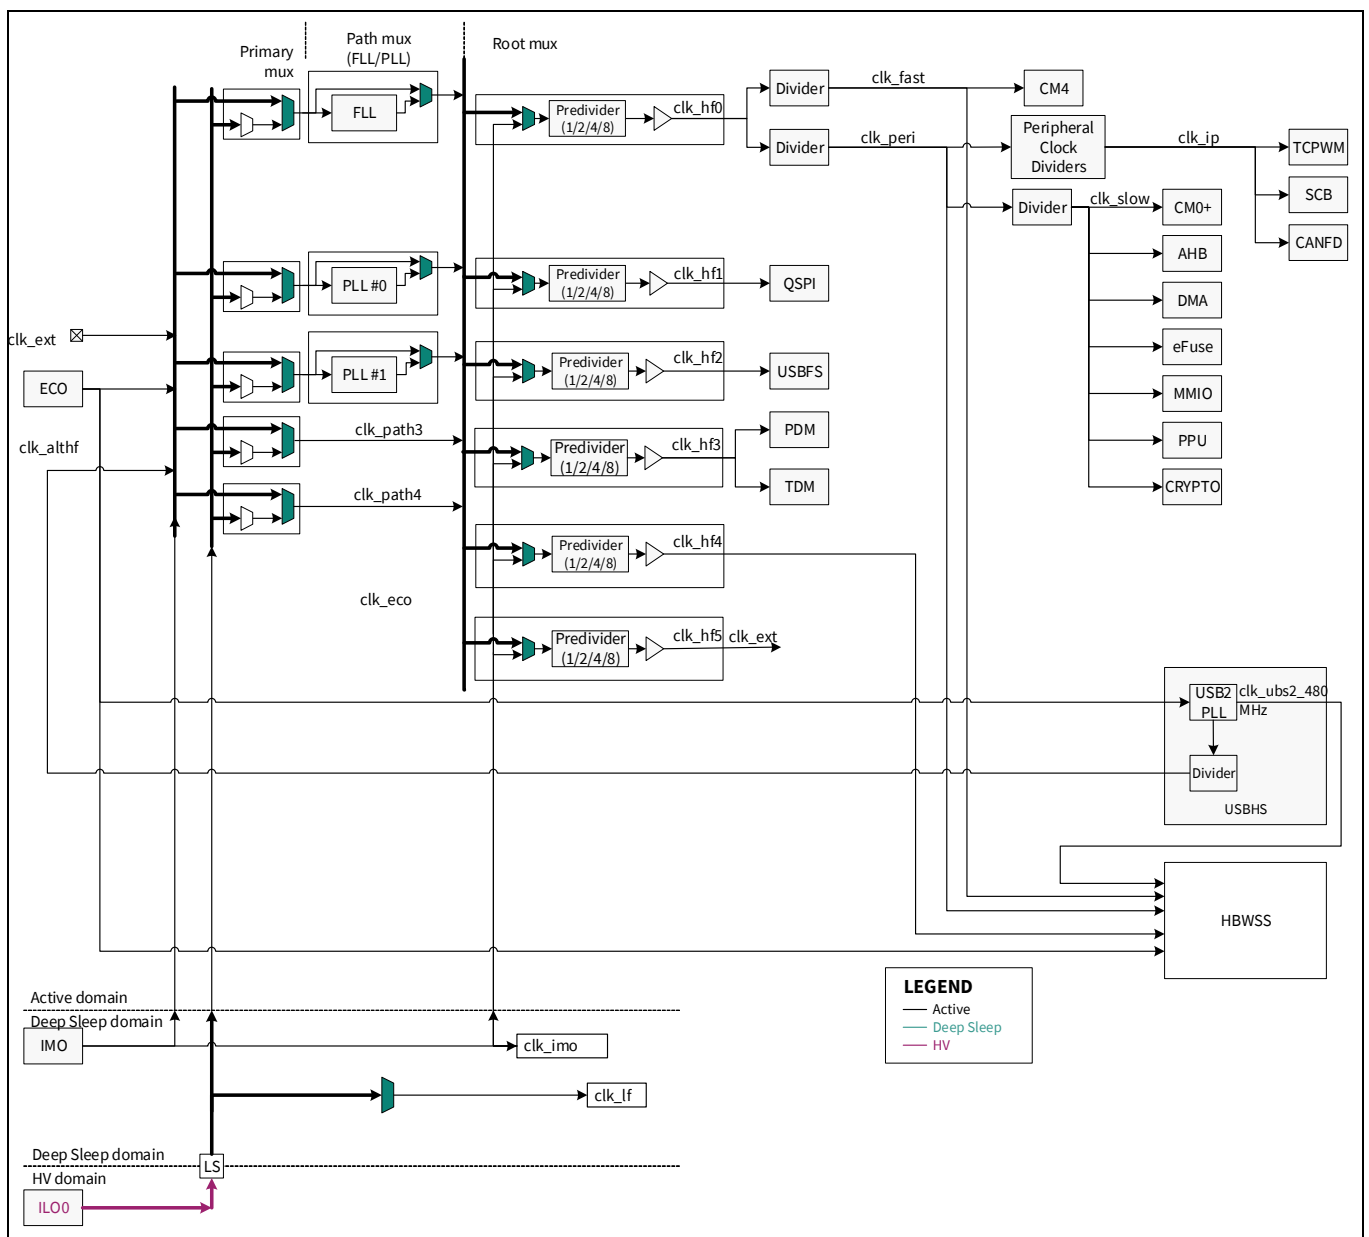 Primary
mux
Path mux
(FLL/PLL)
Root mux
FLL
Predivider
(1/2/4/8)
clk_hf0
Divider
clk_fast
CM4
Divider
clk_peri
Peripheral
Clock
Dividers
clk_ip
TCPWM
SCB
CANFD
Divider
clk_slow
CM0+
AHB
DMA
eFuse
MMIO
PPU
CRYPTO
PLL #0
Predivider
(1/2/4/8)
clk_hf1
QSPI
clk_ext
ECO
clk_althf
PLL #1
Predivider
(1/2/4/8)
clk_hf2
USBFS
clk_path3
Predivider
(1/2/4/8)
clk_hf3
PDM
TDM
clk_path4
Predivider
(1/2/4/8)
clk_hf4
clk_eco
Predivider
(1/2/4/8)
clk_hf5
clk_ext
USB2
PLL
clk_ubs2_480
MHz
Divider
USBHS
HBWSS
LEGEND
Active
Deep Sleep
HV
Active domain
Deep Sleep domain
IMO
clk_imo
clk_lf
Deep Sleep domain
LS
HV domain
ILO0